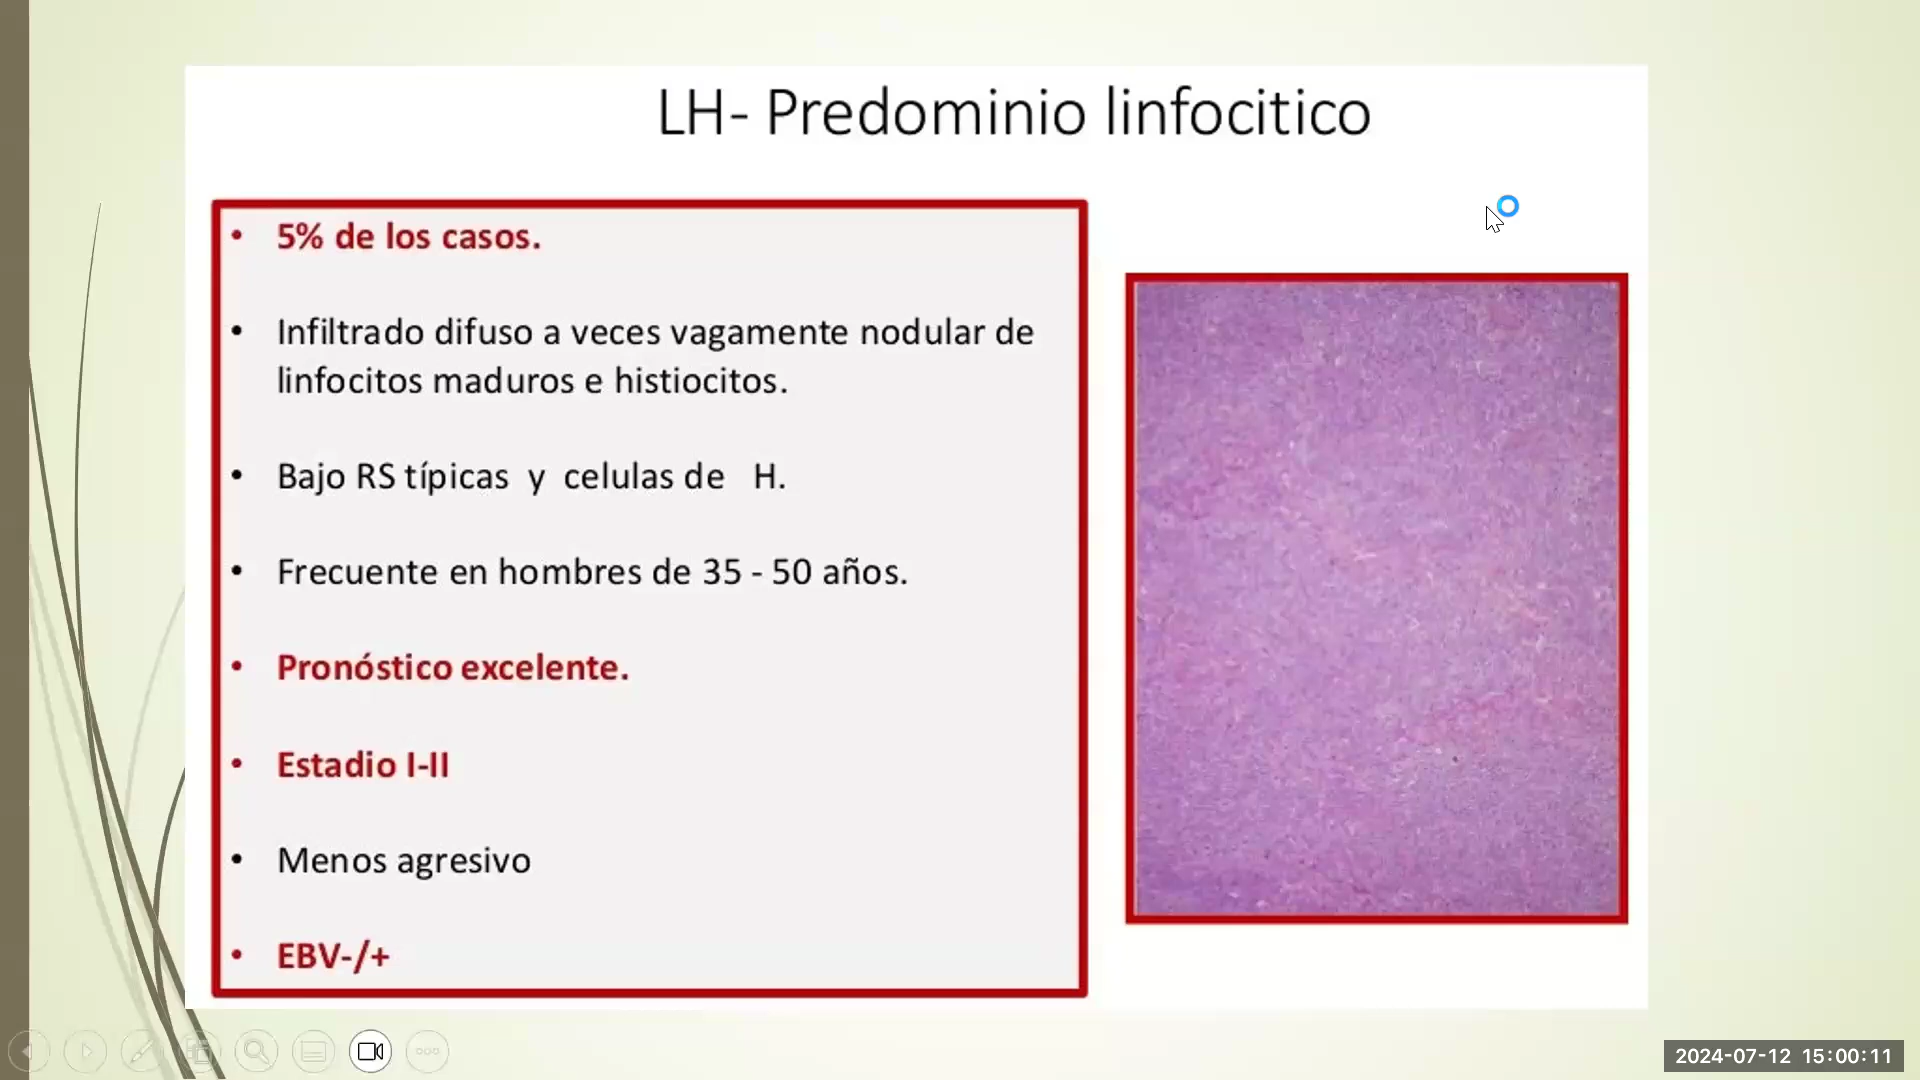 LH- Predominio linfocitico
• 5% de los casos.
• Infiltrado difuso a veces vagamente nodular de
linfocitos maduros e histiocitos.
• Bajo RS típicas y celulas de H.
• Frecuente en hombres de 35 - 50 años.
• Pronóstico excelente.
• Estadio I-II
• Menos agresivo
• EBV-/+
2024-07-12 15:00:11